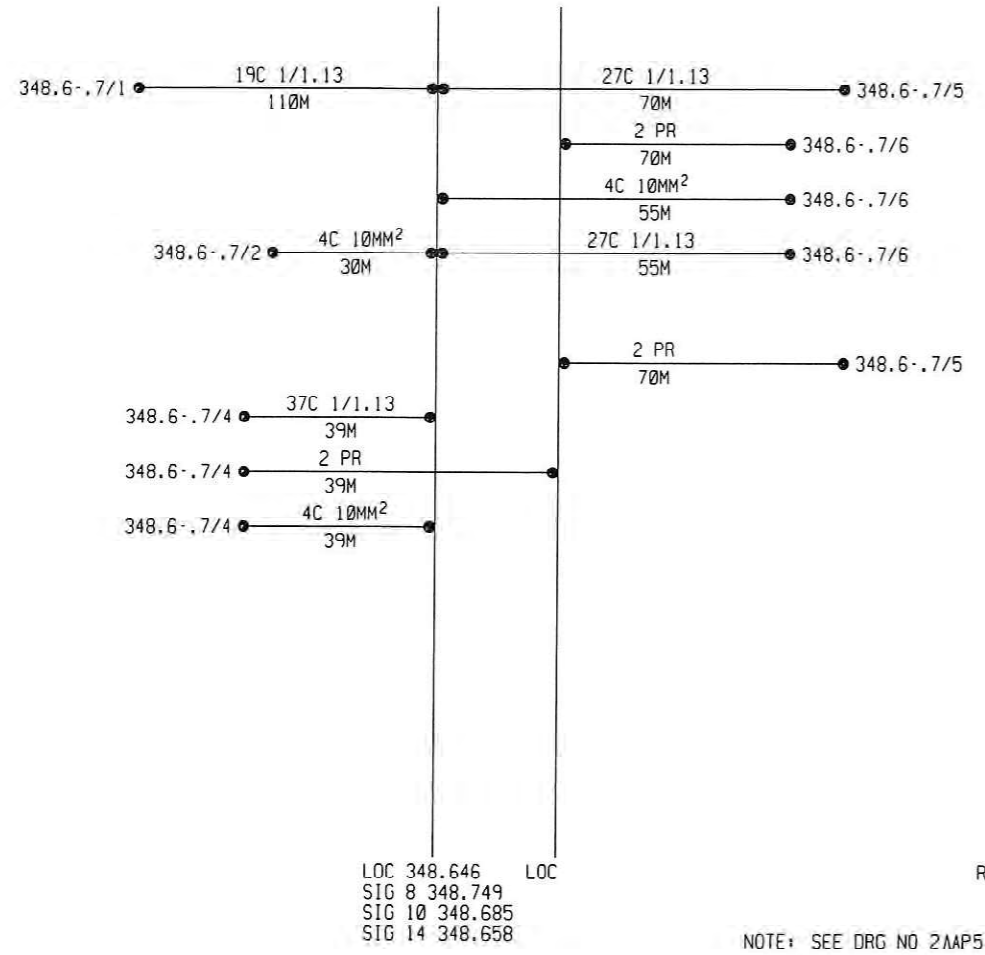 19C 1/1.13
27C 1/1.13
348.6-.7/1
348.6-.7/5
110M
70M
2 PR
348.6-.7/6
70M
4C 10MM²
348.6-.7/6
55M
4C 10MM²
27C 1/1.13
348.6-.7/2
348.6-.7/6
30M
55M
2 PR
348.6-.7/5
70M
37C 1/1.13
348.6-.7/4
39M
2 PR
348.6-.7/4
39M
4C 10MM²
348.6-.7/4
39M
LOC 348.646
LOC
SIG 8 348.749
SIG 10 348.685
SIG 14 348.658
R
NOTE: SEE DRG NO 2AAP5